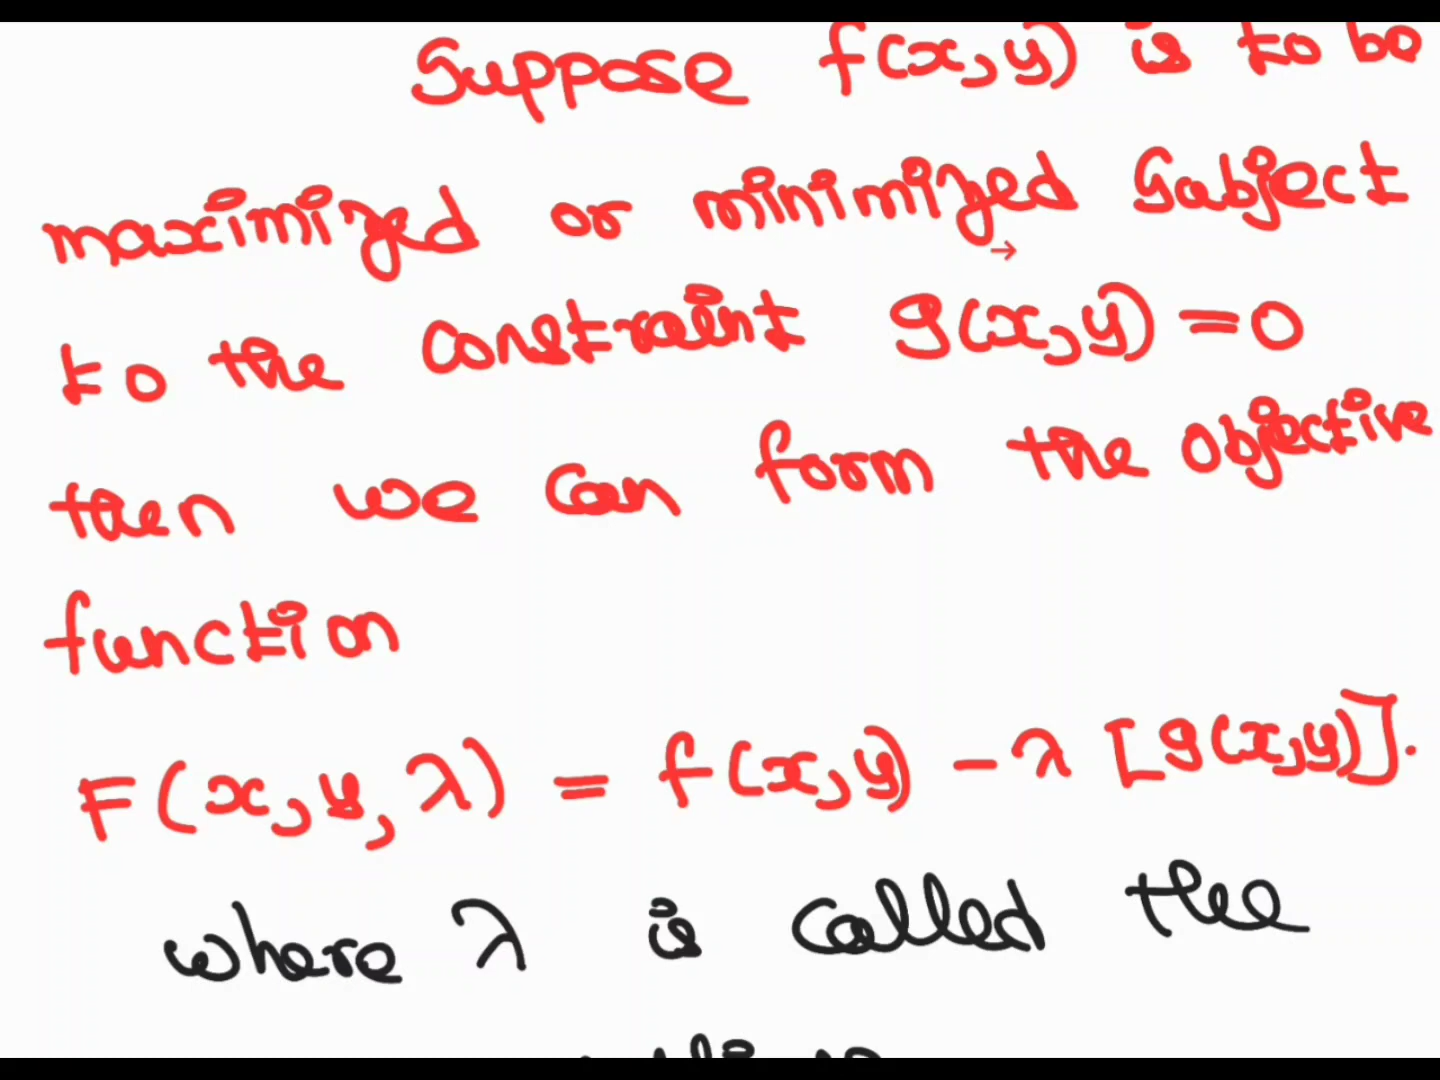 Suppose f(x,y) is to be
maximized or minimized Subject
to the constraint g(x,y) = 0
then we can form the objective
function
F(x,y,λ) = f(x,y) - λ [g(x,y)].
where λ is called the